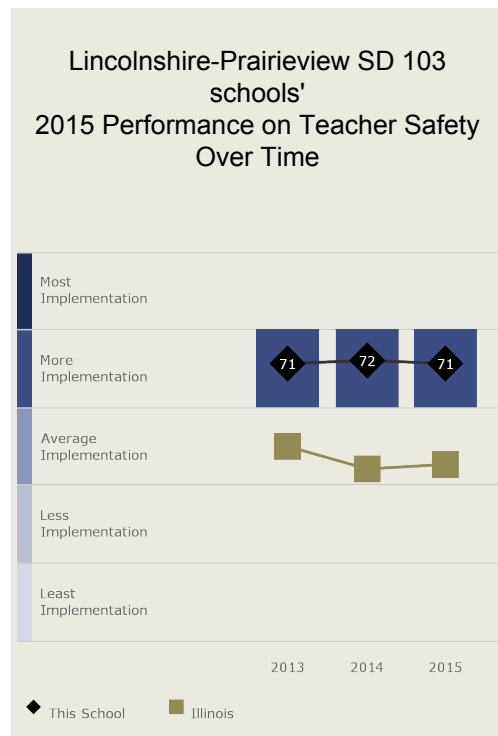 Lincolnshire-Prairieview SD 103
schools'
2015 Performance on Teacher Safety
Over Time
Most
Implementation
More
Implementation
71 72 71
Average
Implementation
Less
Implementation
Least
Implementation
2013 2014 2015
This School Illinois